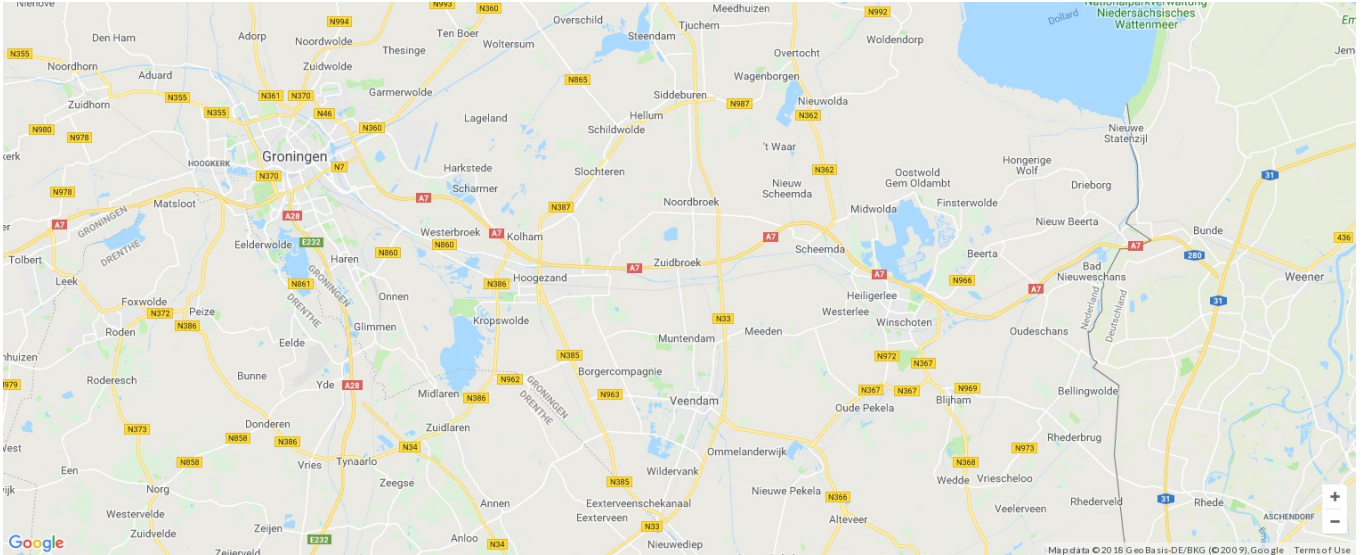 Niehove
N994
N993
N360
Overschild
Meedhuizen
N992
Dollard
Niedersächsisches
Wattenmeer
Den Ham
Adorp
Noordwolde
Ten Boer
Woltersum
Steendam
Tjuchem
Woldendorp
N355
Noordhorn
Aduard
Zuidwolde
Thesinge
Overtocht
Wagenborgen
N865
Zuidhorn
N355
N361
N370
Garmerwolde
Siddeburen
N987
Nieuwolda
N355
N46
N360
Lageland
Hellum
N362
N980
N978
Schildwolde
Nieuwe
Statenzijl
Groningen
HOOGKERK
N7
't Waar
N370
Harkstede
Scharmer
Slochteren
N362
Oostwold
Gem Oldambt
Hongerige
Wolf
31
N978
A7
Nieuw
Scheemda
Drieborg
Matsloot
A28
N387
Noordbroek
Midwolda
Finsterwolde
A7
GRONINGEN
DRENTHE
Westerbroek
A7
Kolham
A7
Nieuw Beerta
Bunde
436
Eelderwolde
E232
N860
Scheemda
A7
Tolbert
Haren
N860
Zuidbroek
Beerta
280
Leek
N861
GRONINGEN
DRENTHE
Hoogezand
A7
A7
N966
Bad
Nieuweschans
Weener
Foxwolde
Onnen
N386
Heiligerlee
A7
Nederland
Deutschland
31
N372
Peize
Westerlee
N386
Glimmen
Kropswolde
N33
Winschoten
Roden
Eelde
Muntendam
Meeden
Oudeschans
N385
N972
N367
Roderesch
Bunne
Yde
A28
N962
GRONINGEN
DRENTHE
Borgercompagnie
N979
Midlaren
N386
N963
Veendam
N367
N367
N969
Bellingwolde
Blijham
Oude Pekela
Donderen
Zuidlaren
N373
N858
N386
N34
Ommelanderwijk
N973
Rhederbrug
Een
N858
Vries
Tynaarlo
Wildervank
N368
Norg
Zeegse
N385
Nieuwe Pekela
Wedde
Vriescheloo
Westervelde
Annen
Eexterveenschekanaal
N366
31
Rhede
Rhederveld
Zuidvelde
Zeijen
Eexterveen
N33
Alteveer
Veelerveen
ASCHENDORF
Zeijerveld
E232
Anloo
N34
Nieuwediep
Google
Map data ©2018 GeoBasis-DE/BKG (©2009), Google
Terms of Use